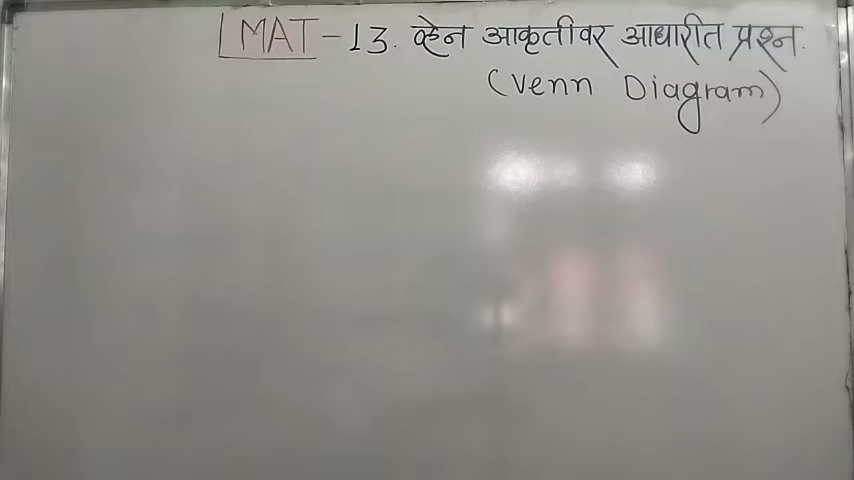 MAT - 13. व्हेन आकृतीवर आधारीत प्रश्न.
(Venn Diagram)